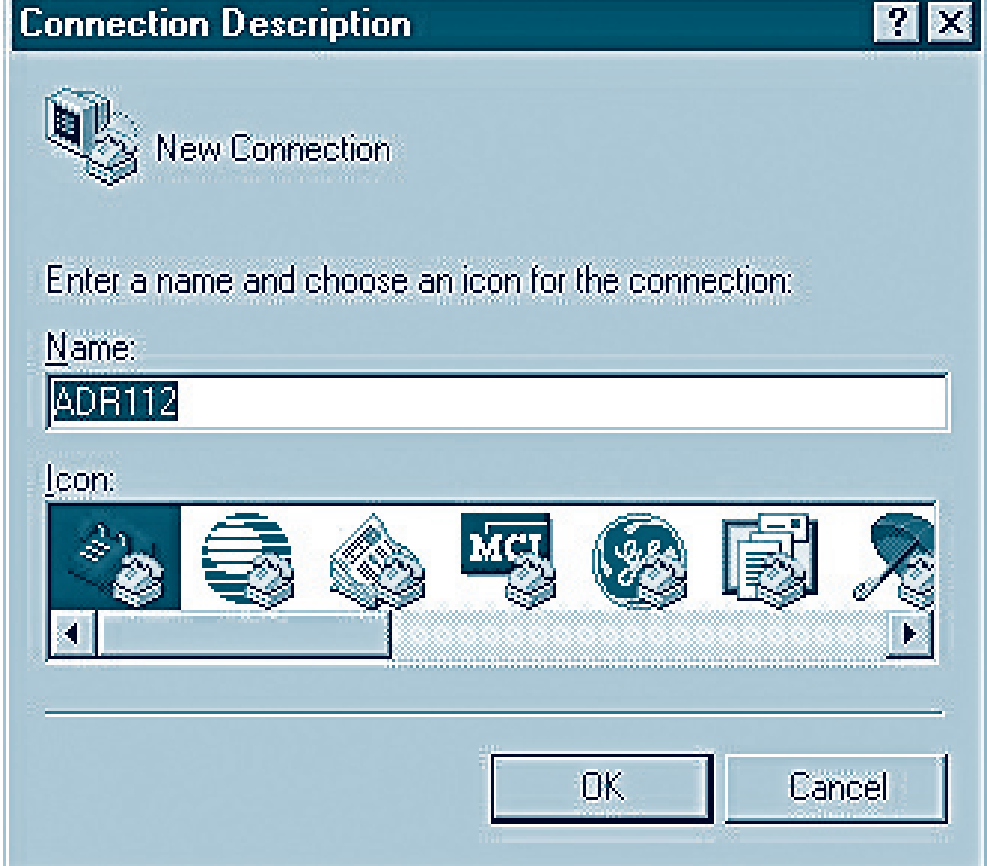 Connection Description
New Connection
Enter a name and choose an icon for the connection:
Name:
ADR112
Icon:
MCI
OK Cancel